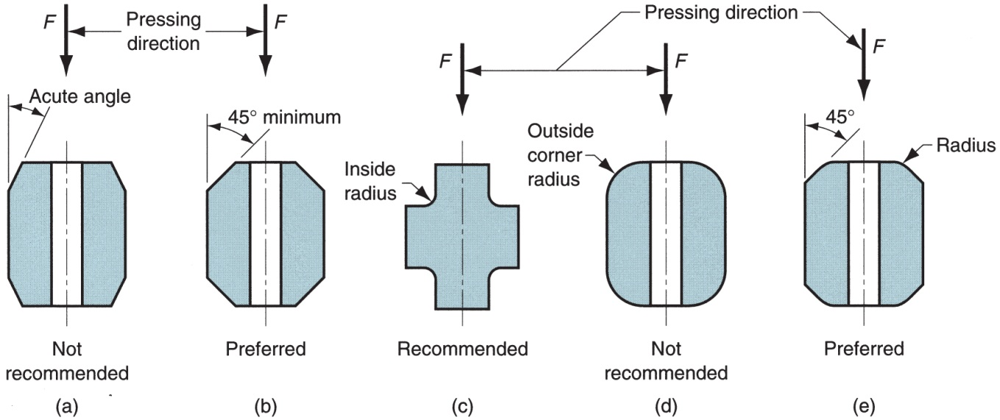 F
Pressing
direction
F
Acute angle
45° minimum
Not
recommended
(a)
Preferred
(b)
Pressing direction
F
F
F
Inside
radius
Outside
corner
radius
45°
Radius
Recommended
(c)
Not
recommended
(d)
Preferred
(e)